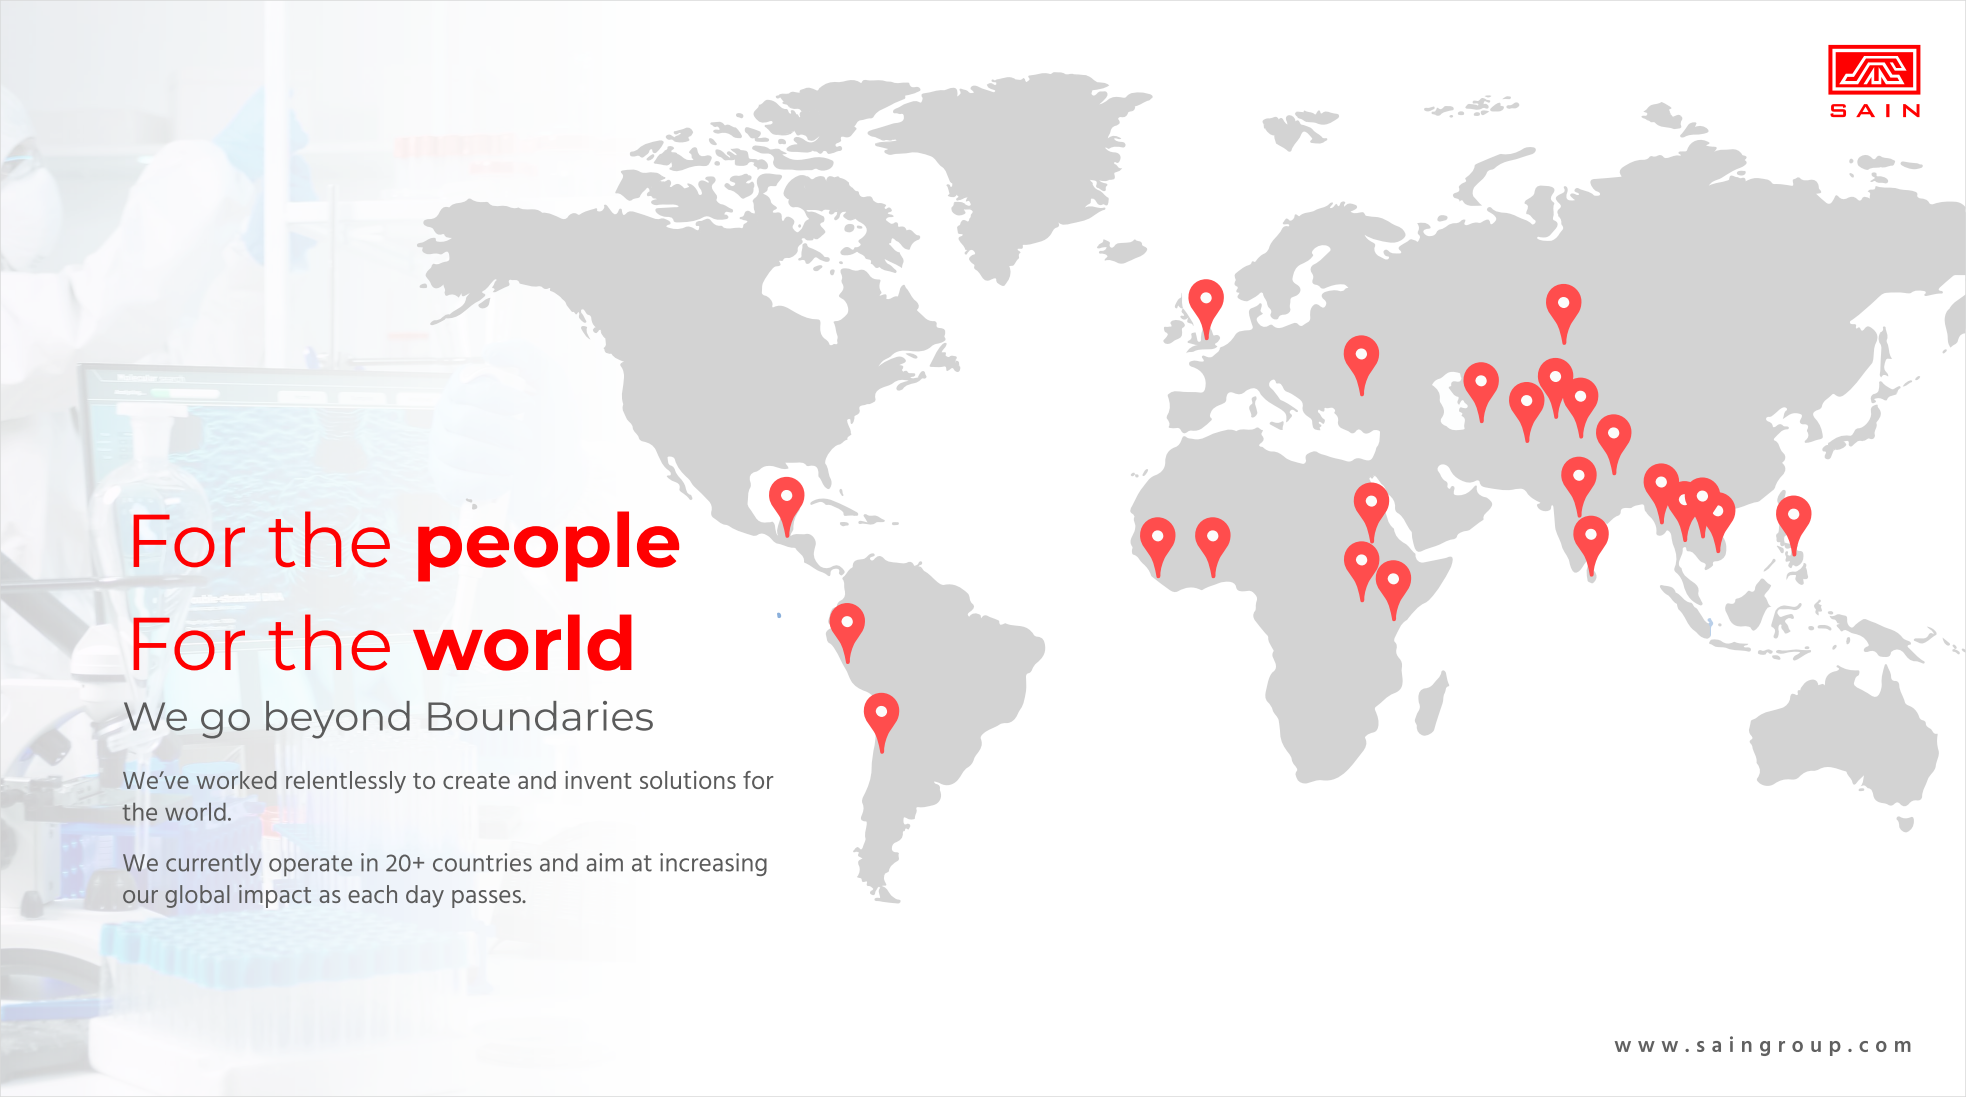 SAIN
For the people
For the world
We go beyond Boundaries
We've worked relentlessly to create and invent solutions for
the world.
We currently operate in 20+ countries and aim at increasing
our global impact as each day passes.
www.saingroup.com